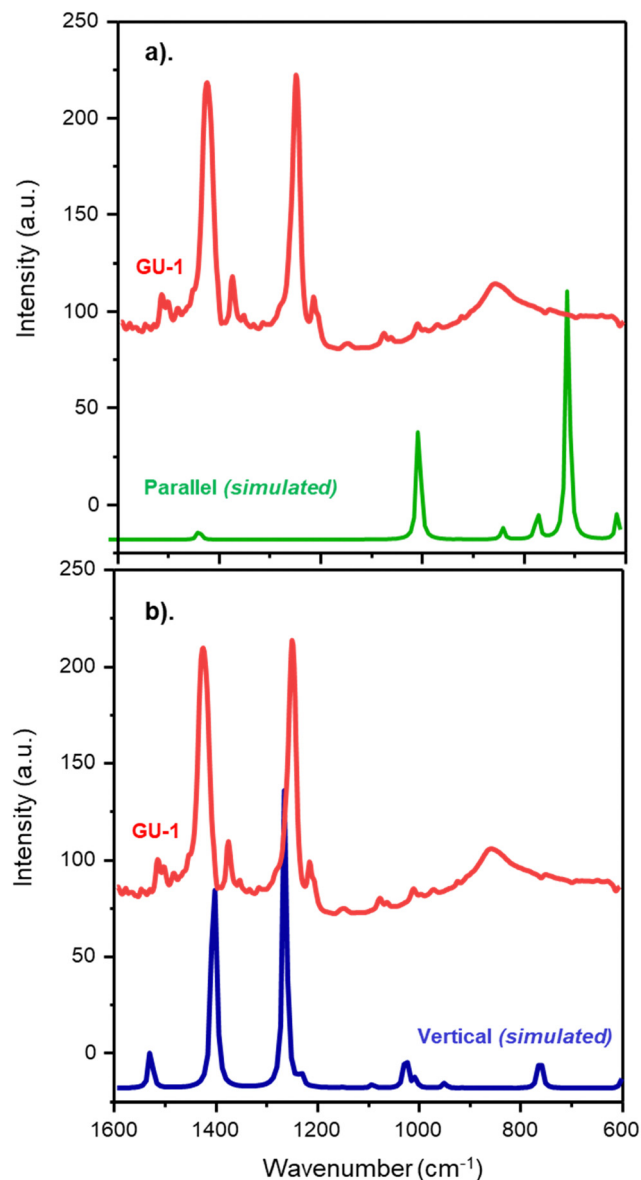 250
a).
200
150
GU-1
100
50
Parallel (simulated)
0
Intensity (a.u.)
250
b).
200
150
GU-1
100
50
Vertical (simulated)
0
Intensity (a.u.)
1600 1400 1200 1000 800 600
Wavenumber (cm⁻¹)